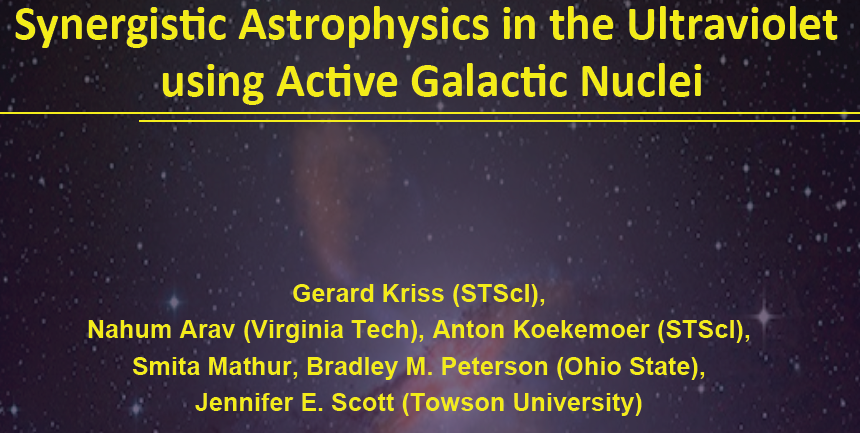 Synergistic Astrophysics in the Ultraviolet
using Active Galactic Nuclei
Gerard Kriss (STScI),
Nahum Arav (Virginia Tech), Anton Koekemoer (STScI),
Smita Mathur, Bradley M. Peterson (Ohio State),
Jennifer E. Scott (Towson University)